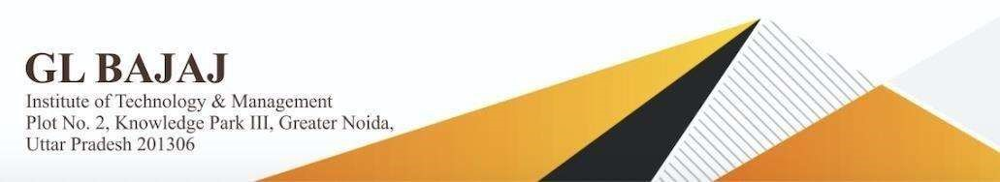 GL BAJAJ
Institute of Technology & Management
Plot No. 2, Knowledge Park III, Greater Noida,
Uttar Pradesh 201306